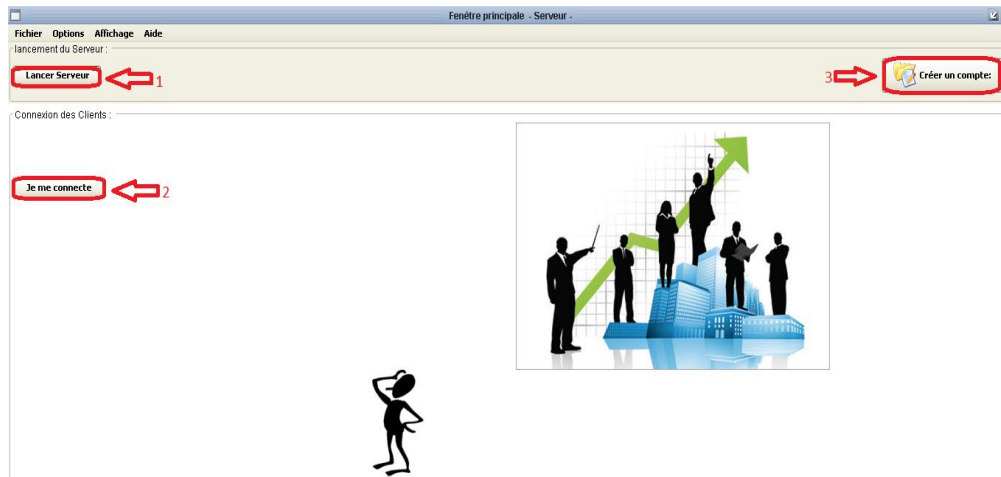 Fenêtre principale - Serveur -
Fichier Options Affichage Aide
lancement du Serveur :
Lancer Serveur 1
3 Créer un compte:
Connexion des Clients :
Je me connecte 2